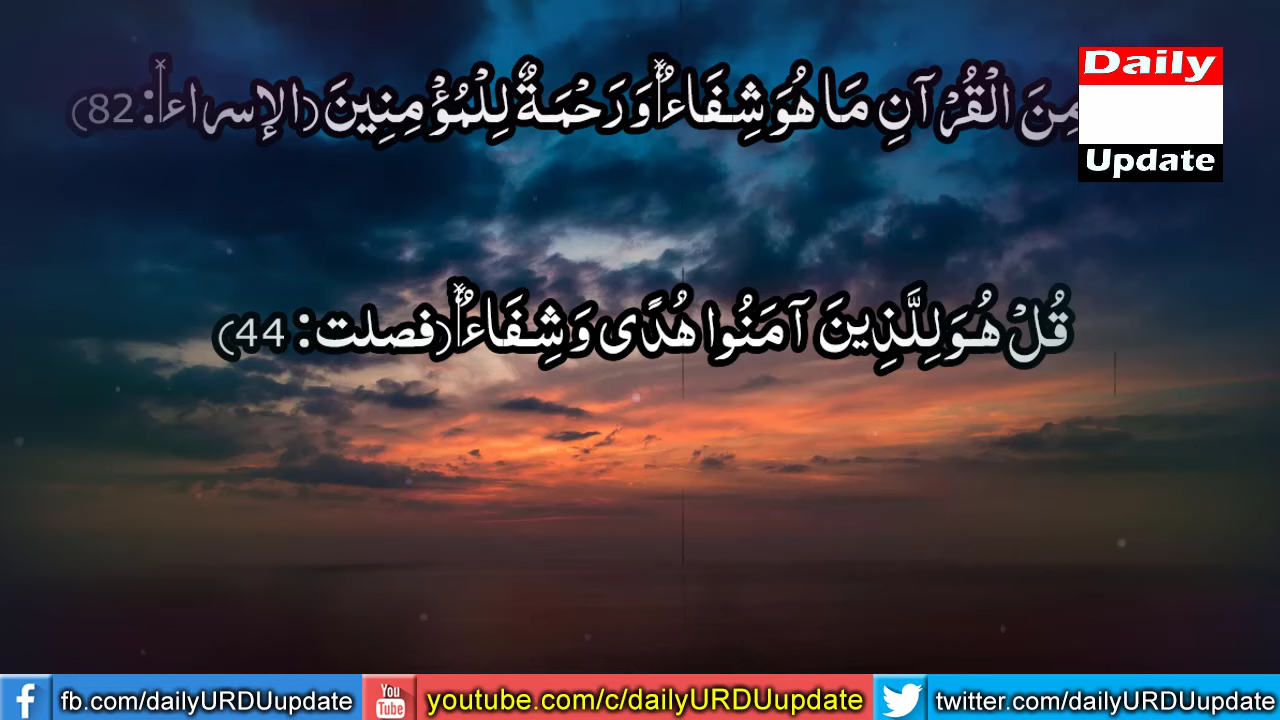 مِنَ الْقُرْآنِ مَا هُوَ شِفَاءٌ وَرَحْمَةٌ لِلْمُؤْمِنِينَ (الإسراء: 82)
Daily
Update
قُلْ هُوَ لِلَّذِينَ آمَنُوا هُدًى وَشِفَاءٌ (فصلت: 44)
fb.com/dailyURDUupdate You Tube youtube.com/c/dailyURDUupdate twitter.com/dailyURDUupdate